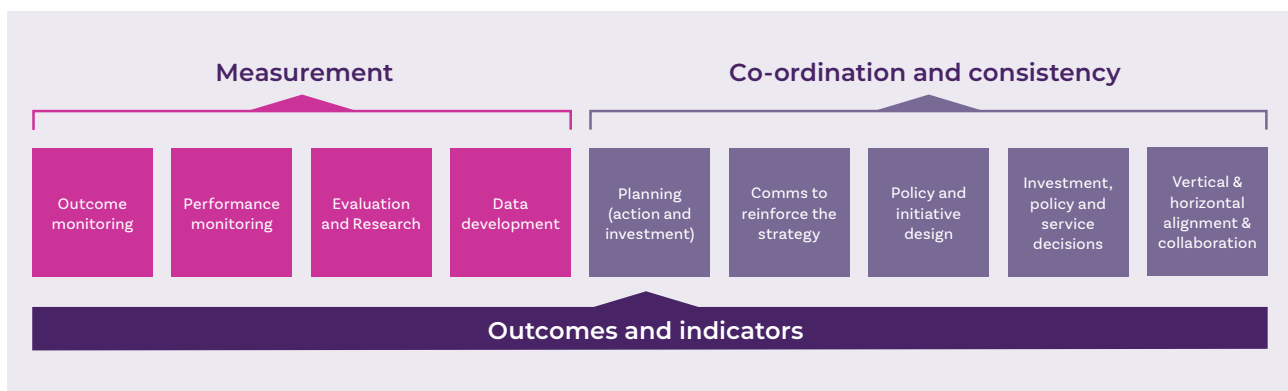 Measurement
Co-ordination and consistency
Outcome
monitoring
Performance
monitoring
Evaluation
and Research
Data
development
Planning
(action and
investment)
Comms to
reinforce the
strategy
Policy and
initiative
design
Investment,
policy and
service
decisions
Vertical &
horizontal
alignment &
collaboration
Outcomes and indicators